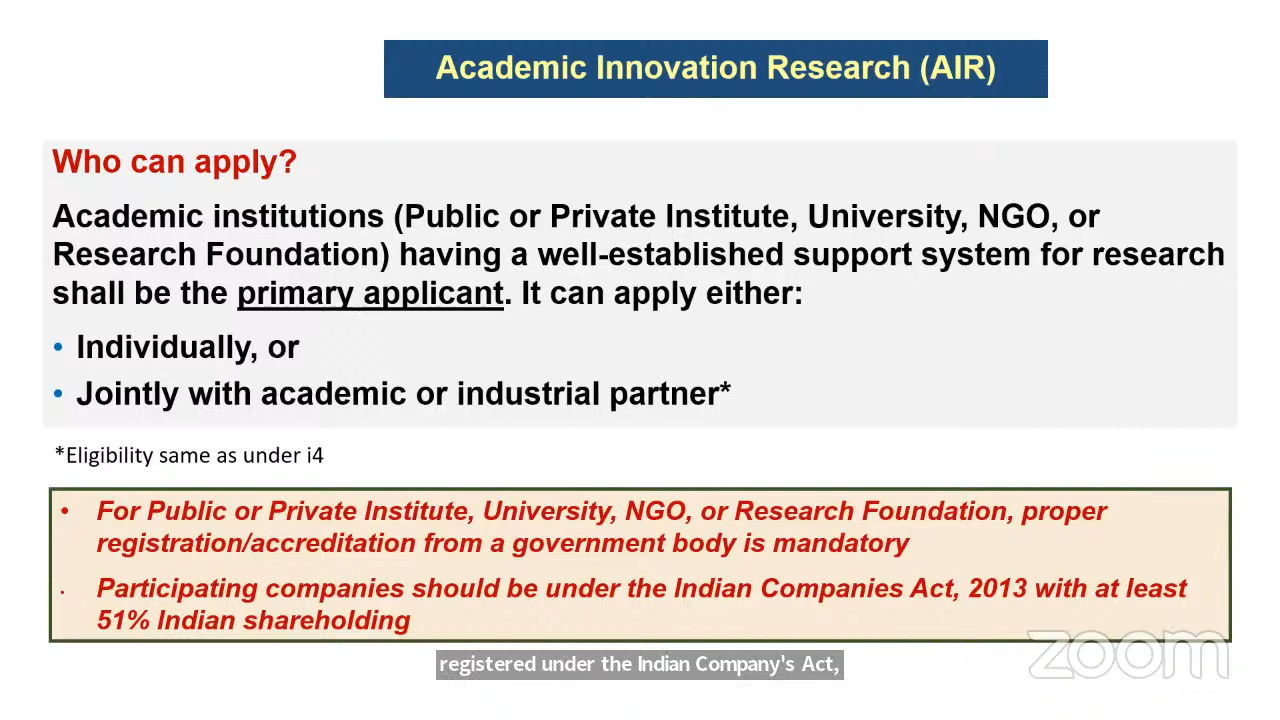 Academic Innovation Research (AIR)
Who can apply?
Academic institutions (Public or Private Institute, University, NGO, or
Research Foundation) having a well-established support system for research
shall be the primary applicant. It can apply either:
• Individually, or
• Jointly with academic or industrial partner*
*Eligibility same as under i4
• For Public or Private Institute, University, NGO, or Research Foundation, proper
registration/accreditation from a government body is mandatory
• Participating companies should be under the Indian Companies Act, 2013 with at least
51% Indian shareholding
zoom
registered under the Indian Company's Act,